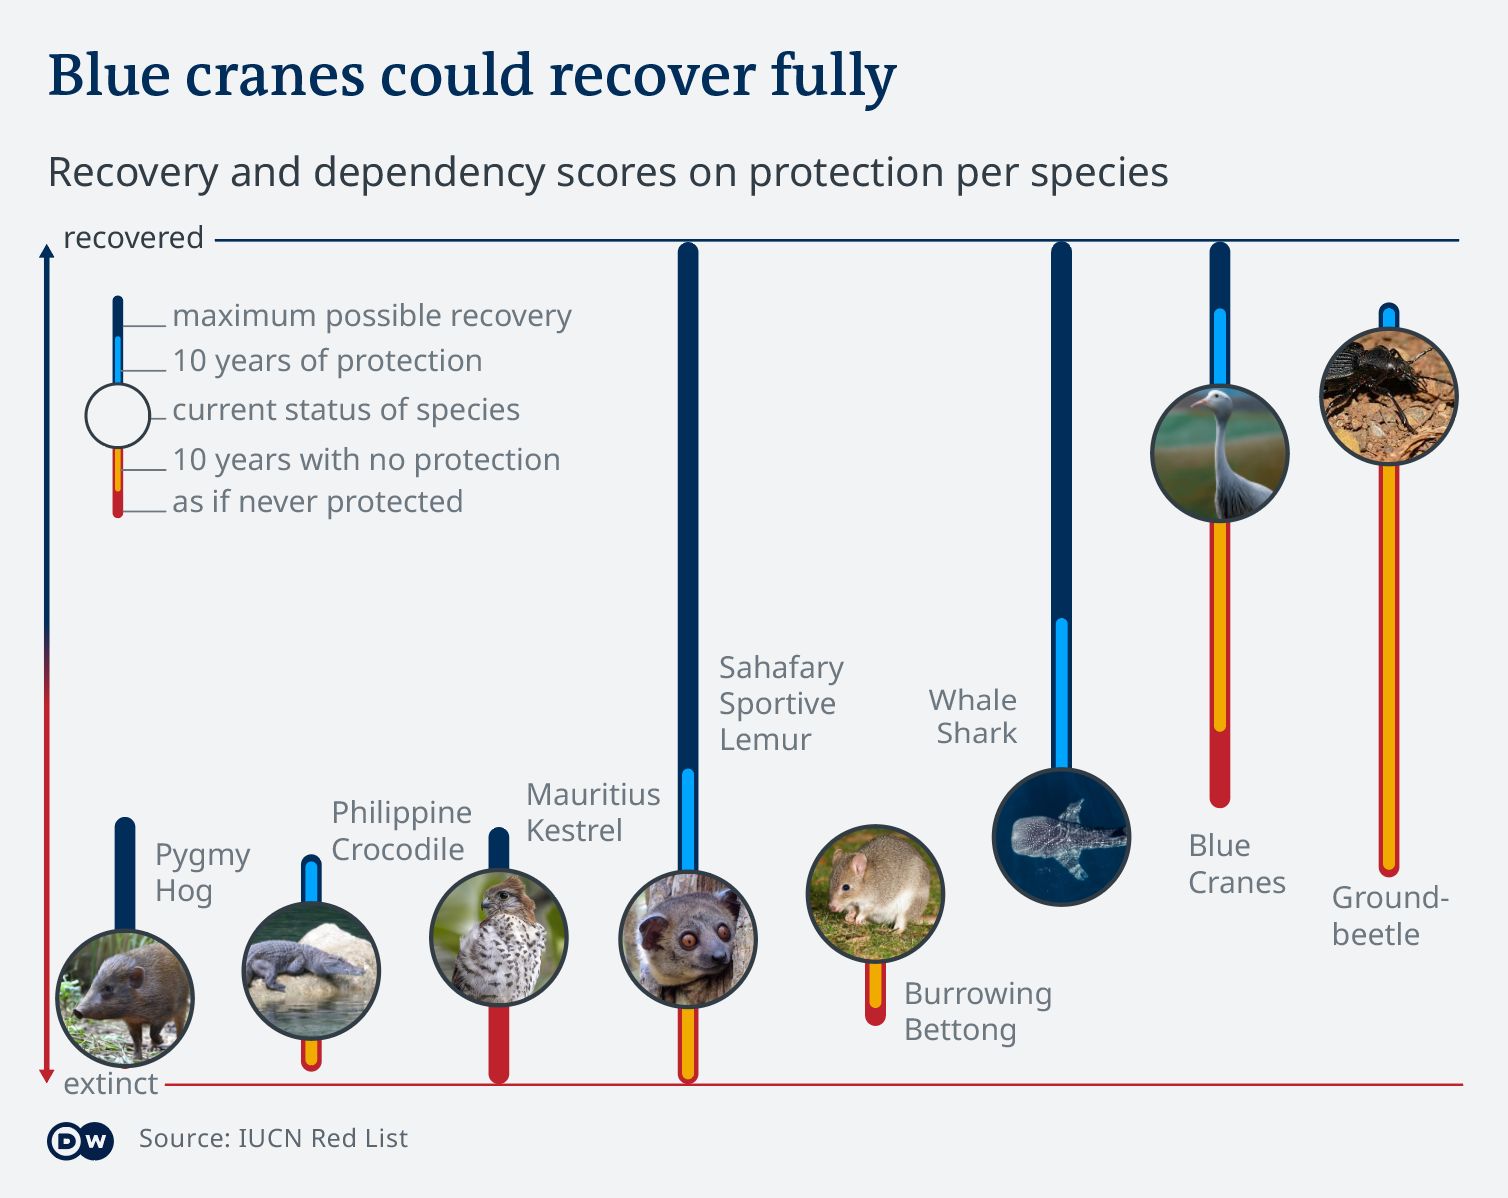 Blue cranes could recover fully
Recovery and dependency scores on protection per species
recovered
maximum possible recovery
10 years of protection
current status of species
10 years with no protection
as if never protected
Pygmy
Hog
Philippine
Crocodile
Mauritius
Kestrel
Sahafary
Sportive
Lemur
Burrowing
Bettong
Whale
Shark
Blue
Cranes
Ground-
beetle
extinct
DW
Source: IUCN Red List